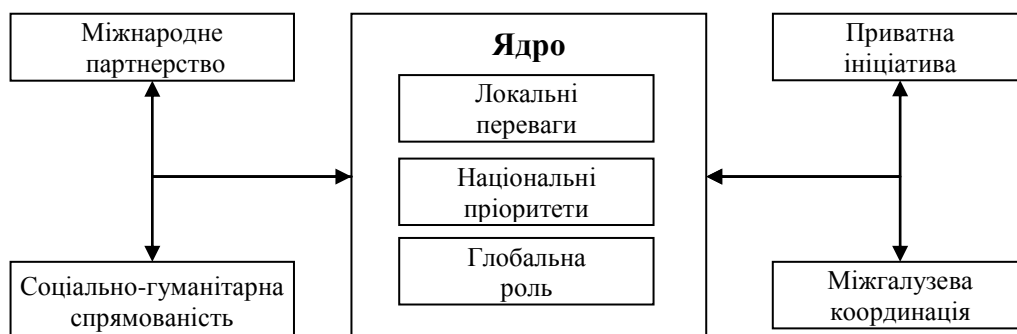 Міжнародне
партнерство
Соціально-гуманітарна
спрямованість
Ядро
Локальні
переваги
Національні
пріоритети
Глобальна
роль
Приватна
ініціатива
Міжгалузева
координація